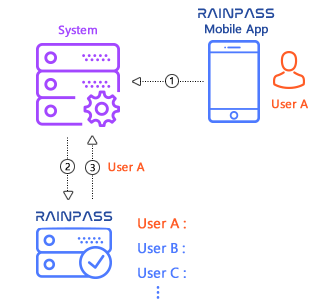 RAINPASS
System
Mobile App
1
User A
2
3
User A
RAINPASS
User A :
User B :
User C :